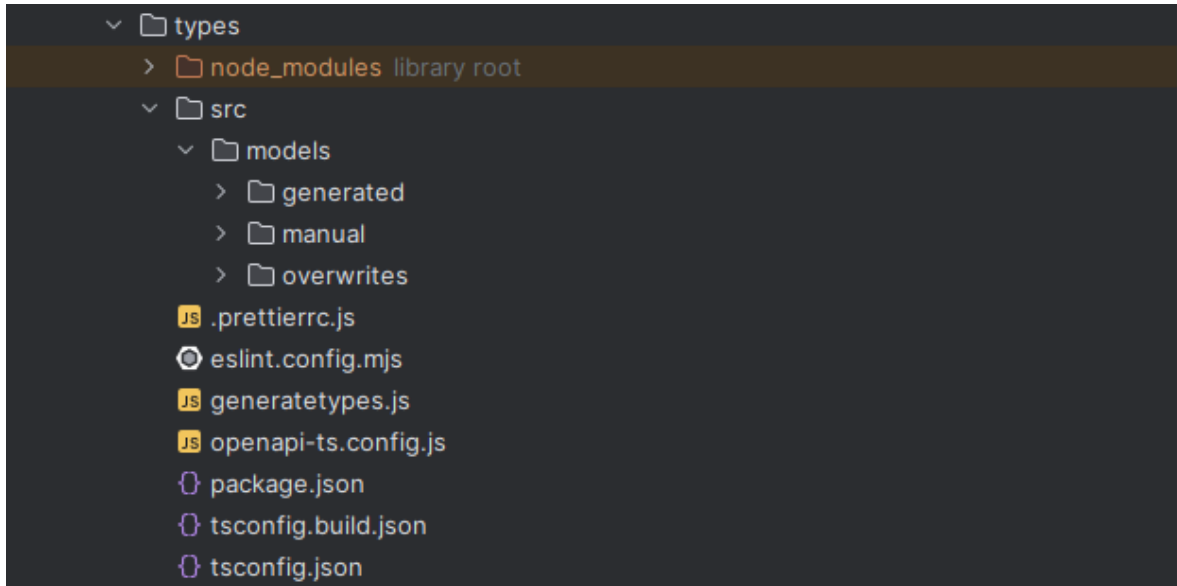 types
node_modules library root
src
models
generated
manual
overwrites
JS .prettierrc.js
eslint.config.mjs
JS generatetypes.js
JS openapi-ts.config.js
{} package.json
{} tsconfig.build.json
{} tsconfig.json